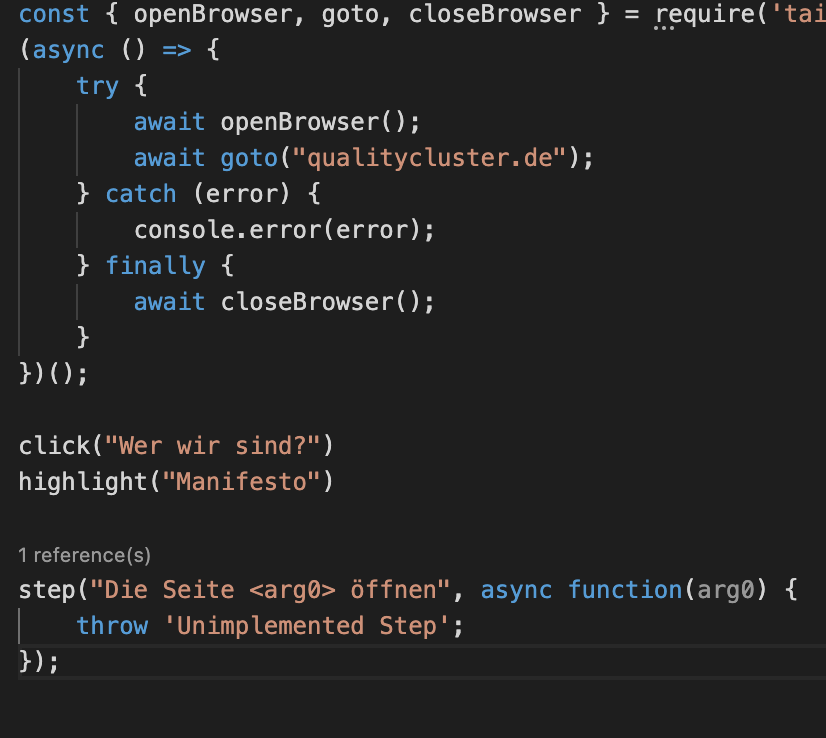 const { openBrowser, goto, closeBrowser } = require('tai
(async () => {
    try {
        await openBrowser();
        await goto("qualitycluster.de");
    } catch (error) {
        console.error(error);
    } finally {
        await closeBrowser();
    }
})();

click("Wer wir sind?")
highlight("Manifesto")

1 reference(s)
step("Die Seite <arg0> öffnen", async function(arg0) {
    throw 'Unimplemented Step';
});